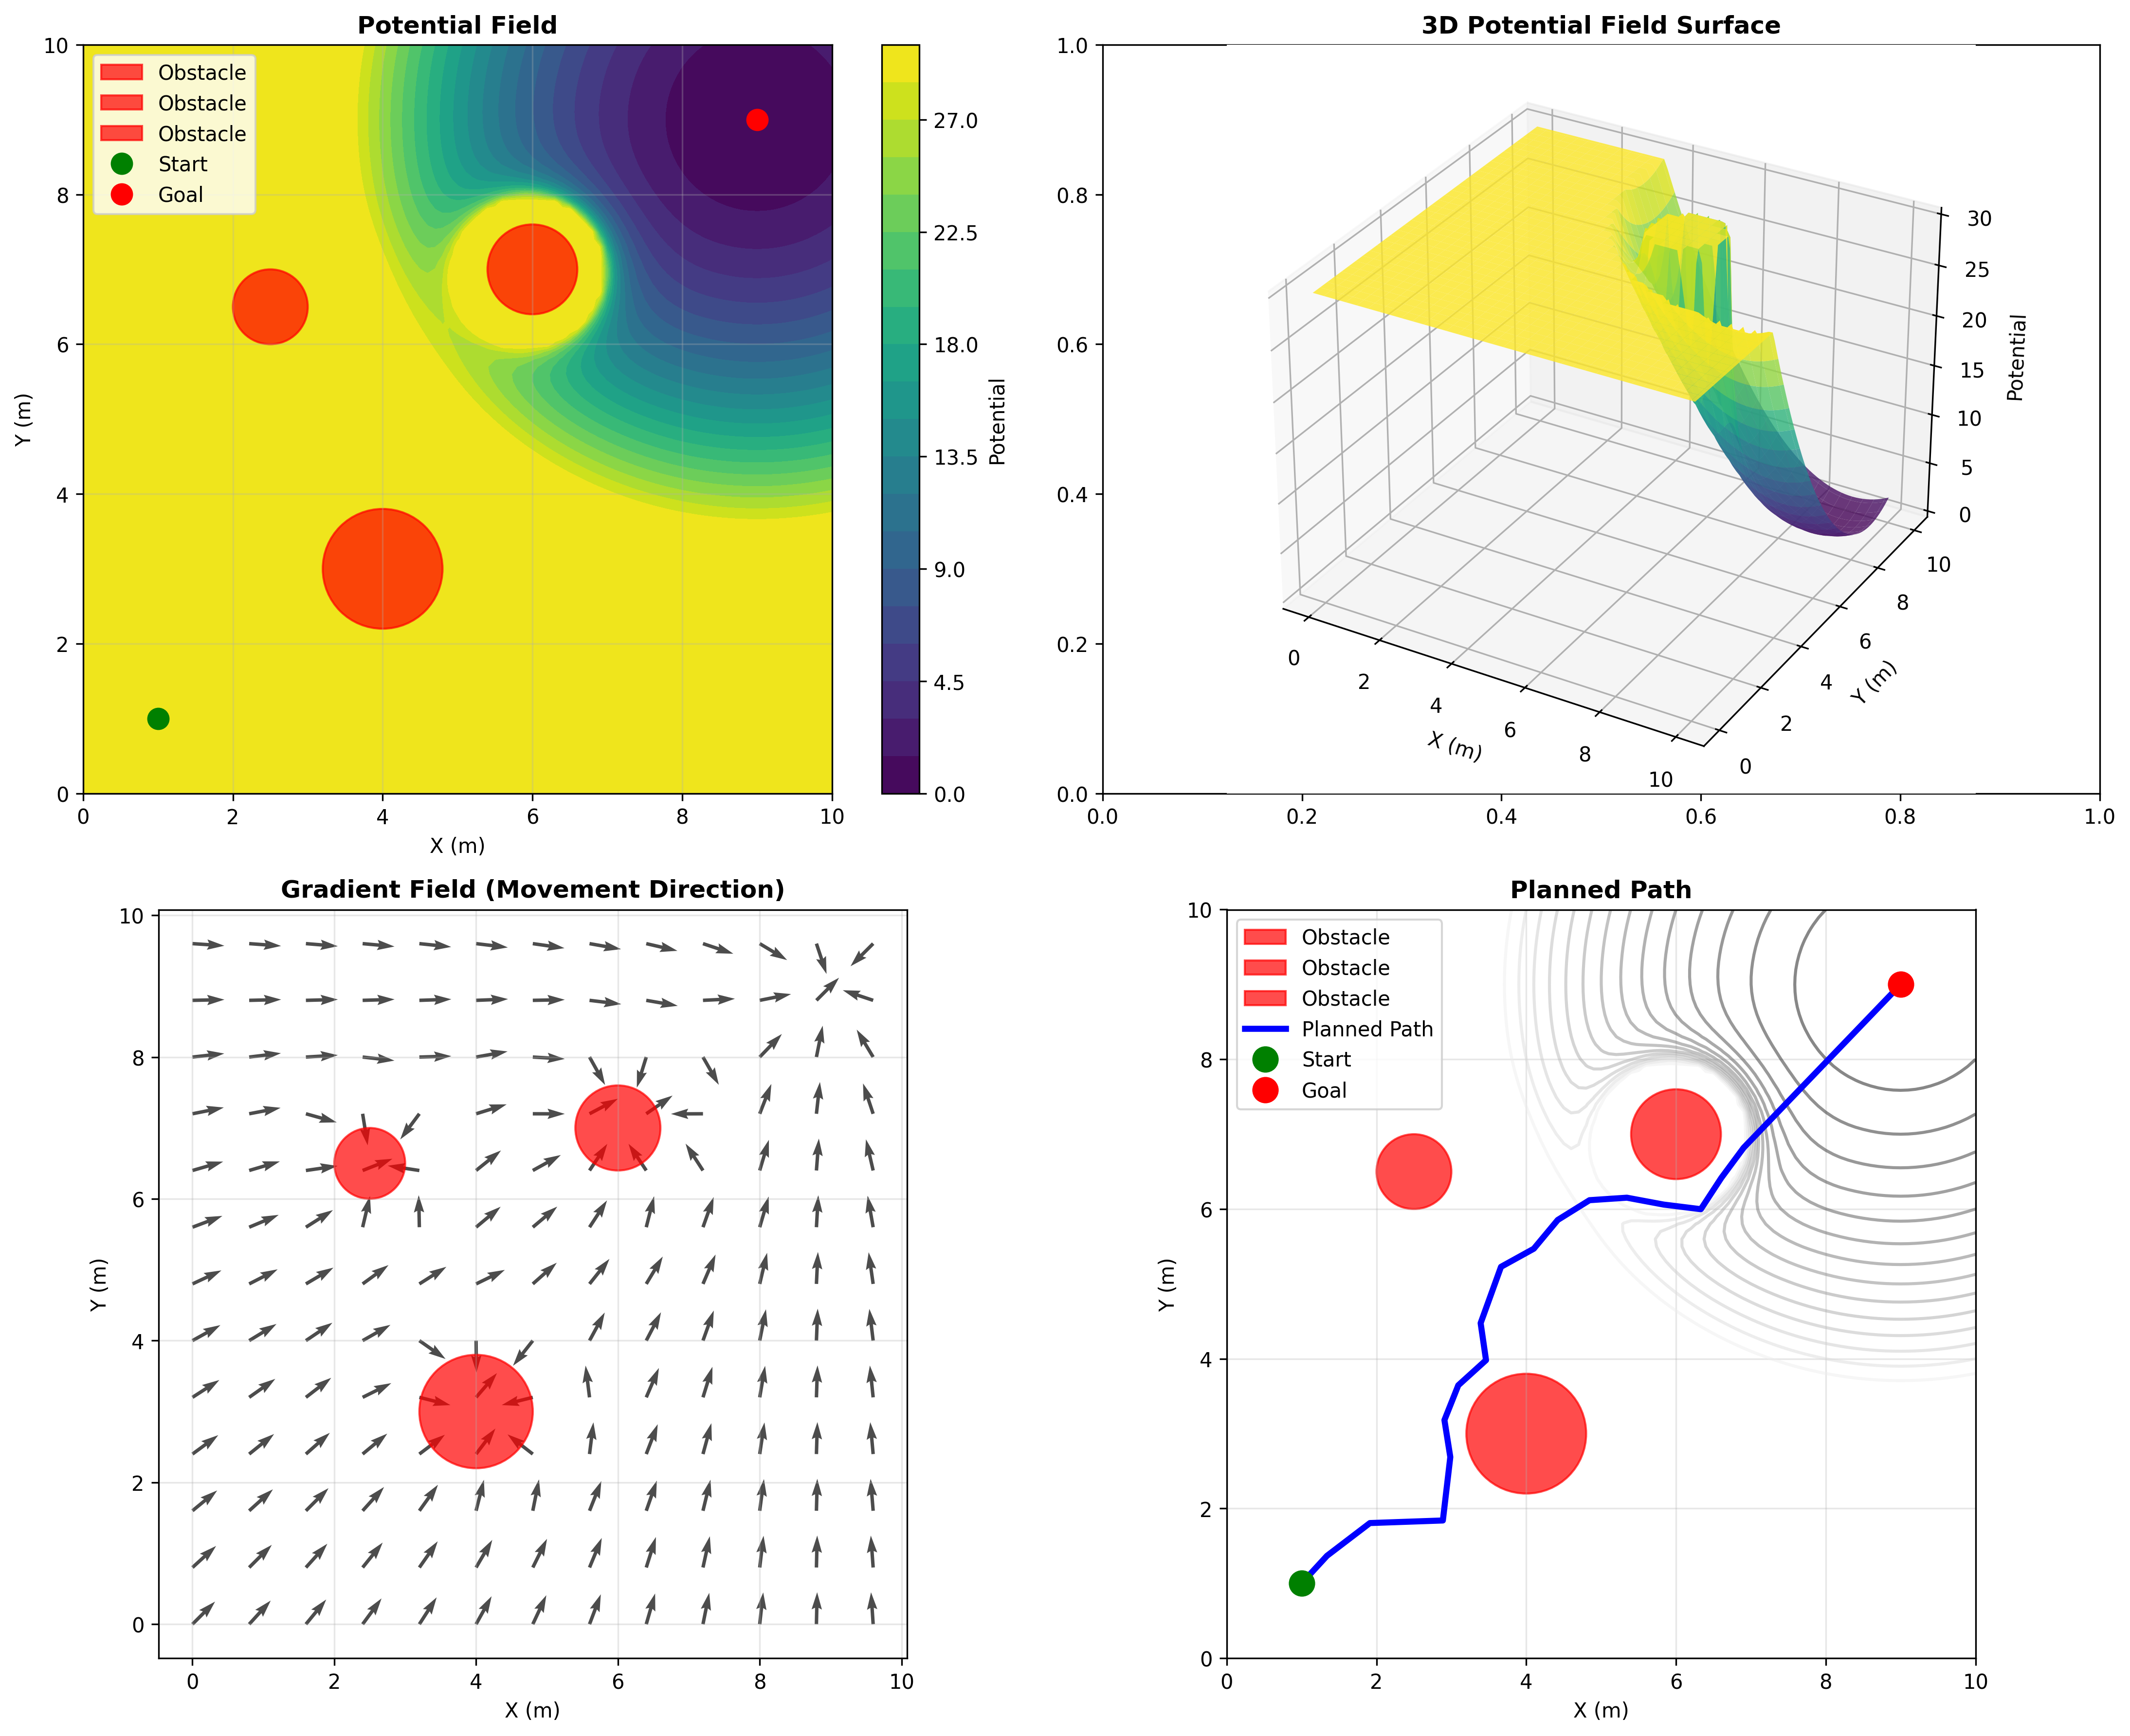 Potential Field
10
8
6
4
2
0
Y (m)
Obstacle
Obstacle
Obstacle
Start
Goal
0 2 4 6 8 10
X (m)
27.0
22.5
18.0
13.5
9.0
4.5
0.0
Potential
3D Potential Field Surface
1.0
0.8
0.6
0.4
0.2
0.0
0.0 0.2 0.4 0.6 0.8 1.0
0 2 4 6 8 10
X (m)
0 2 4 6 8 10
Y (m)
30
25
20
15
10
5
0
Potential
Gradient Field (Movement Direction)
10
8
6
4
2
0
Y (m)
0 2 4 6 8 10
X (m)
Planned Path
10
8
6
4
2
0
Y (m)
Obstacle
Obstacle
Obstacle
Planned Path
Start
Goal
0 2 4 6 8 10
X (m)